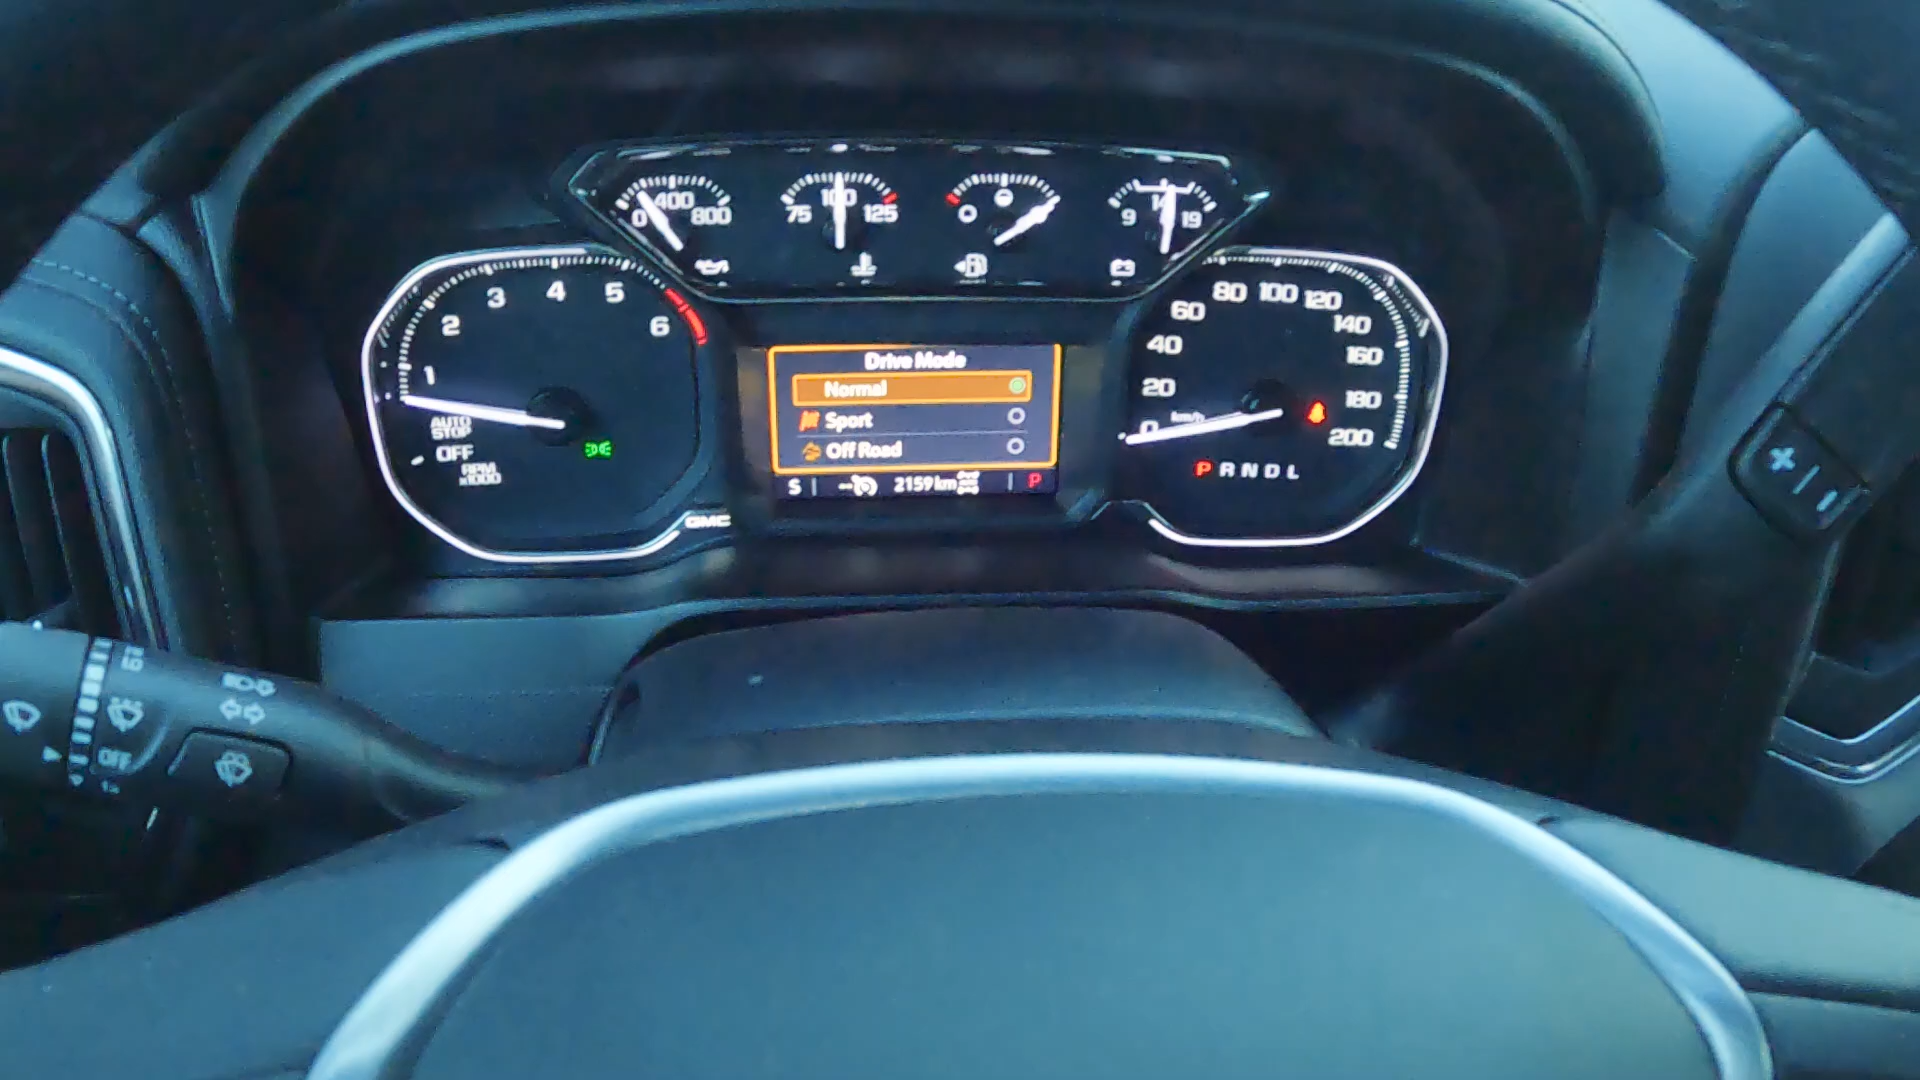 0 400 800
75 100 125
9 14 19
1 2 3 4 5 6
AUTO
STOP
OFF
RPM
x1000
GMC
Drive Mode
Normal
Sport
Off Road
S 2159km P
0 20 40 60 80 100 120 140 160 180 200
km/h
P R N D L
OFF
1x